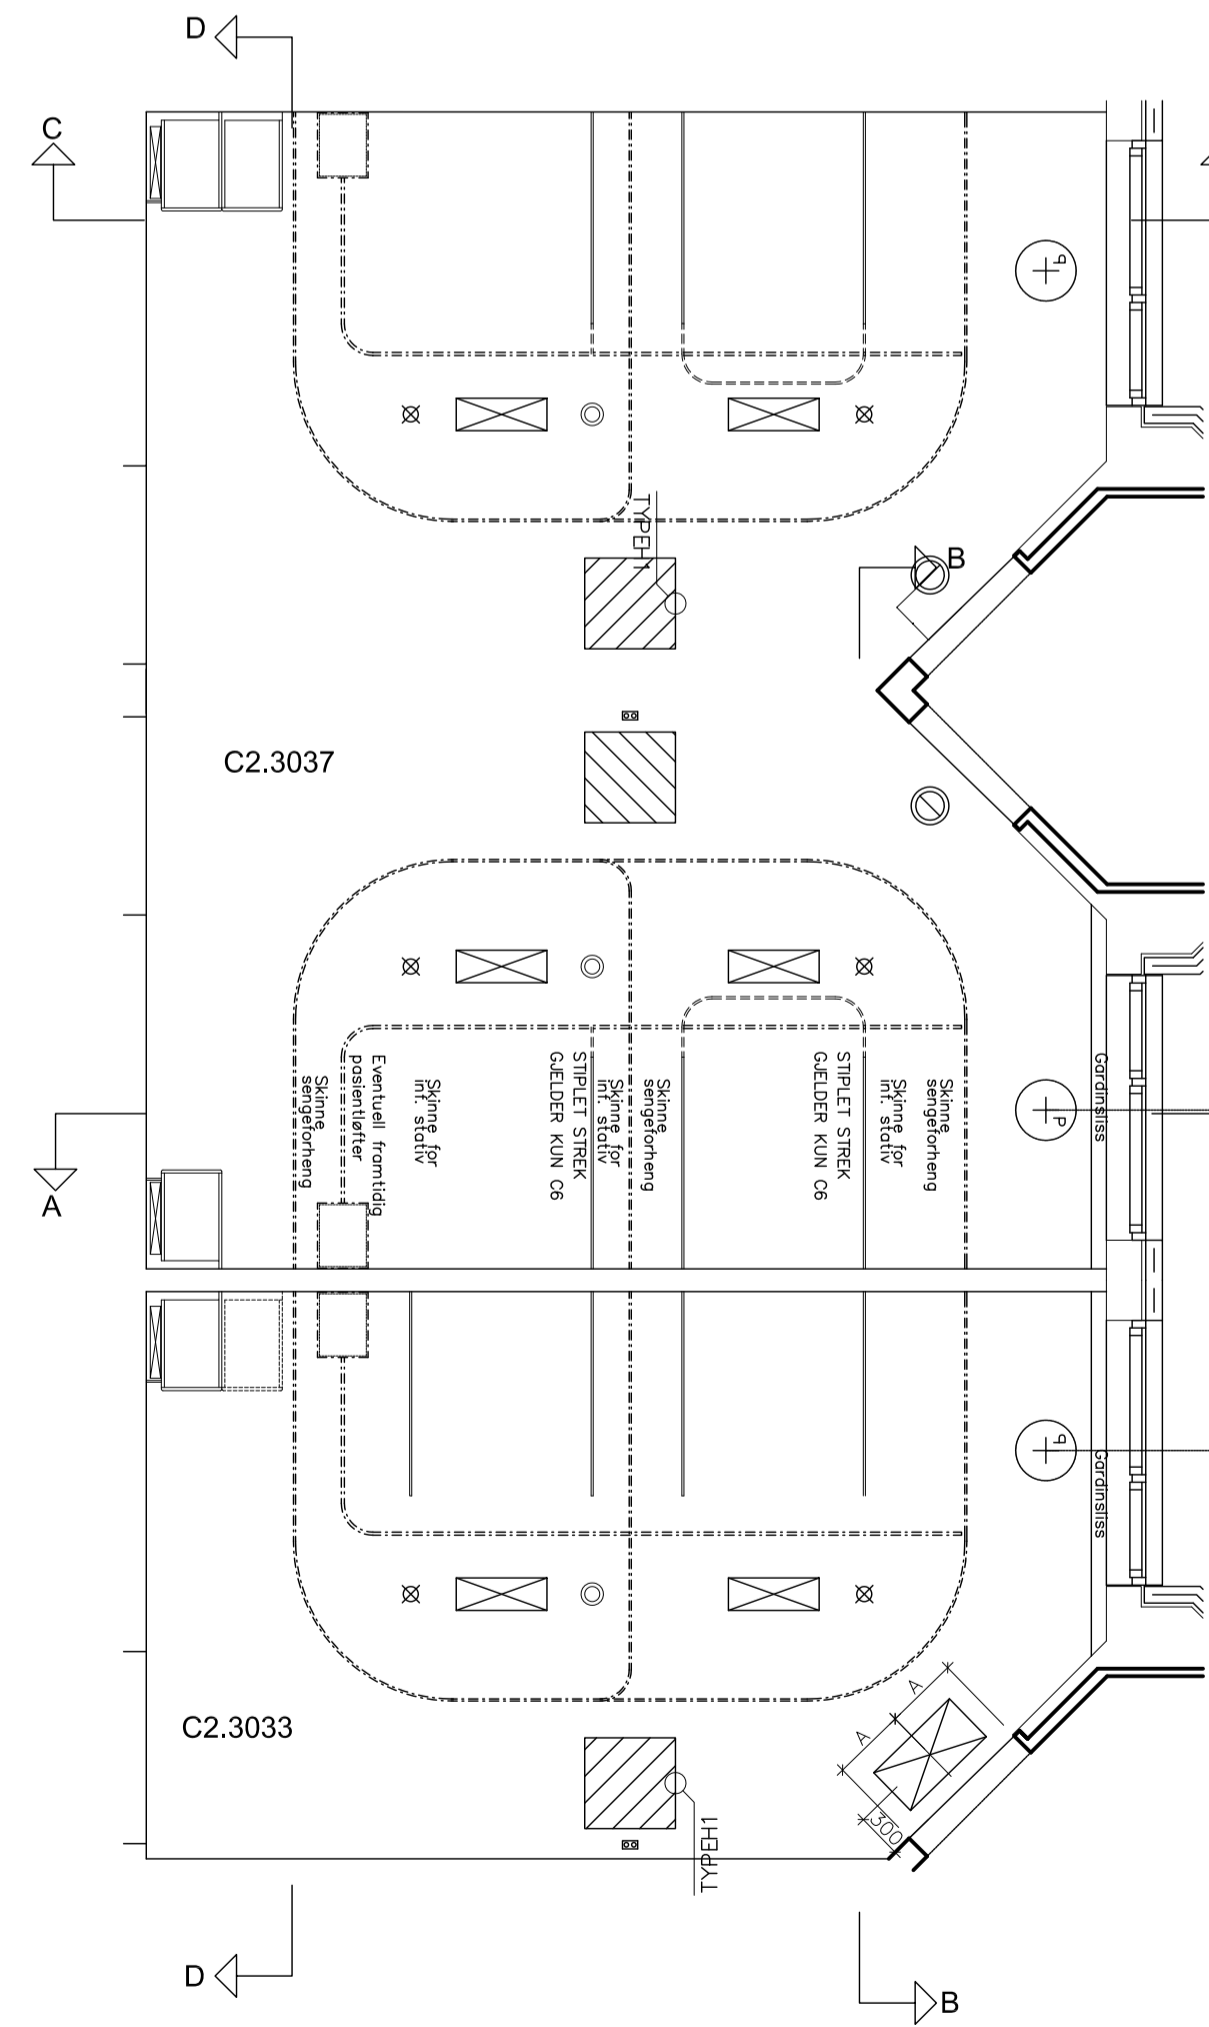 D
C
q
TYPEH1
B
C2.3037
Skinne
sengeforheng
Eventuell framtidig
pasientløfter
Skinne for
inf. stativ
STIPLET STREK
GJELDER KUN C6
Skinne for
inf. stativ
Skinne
sengeforheng
STIPLET STREK
GJELDER KUN C6
Skinne for
inf. stativ
Skinne
sengeforheng
Gardinsliss
P
A
q
Gardinsliss
A
A
300
C2.3033
TYPEH1
D
B